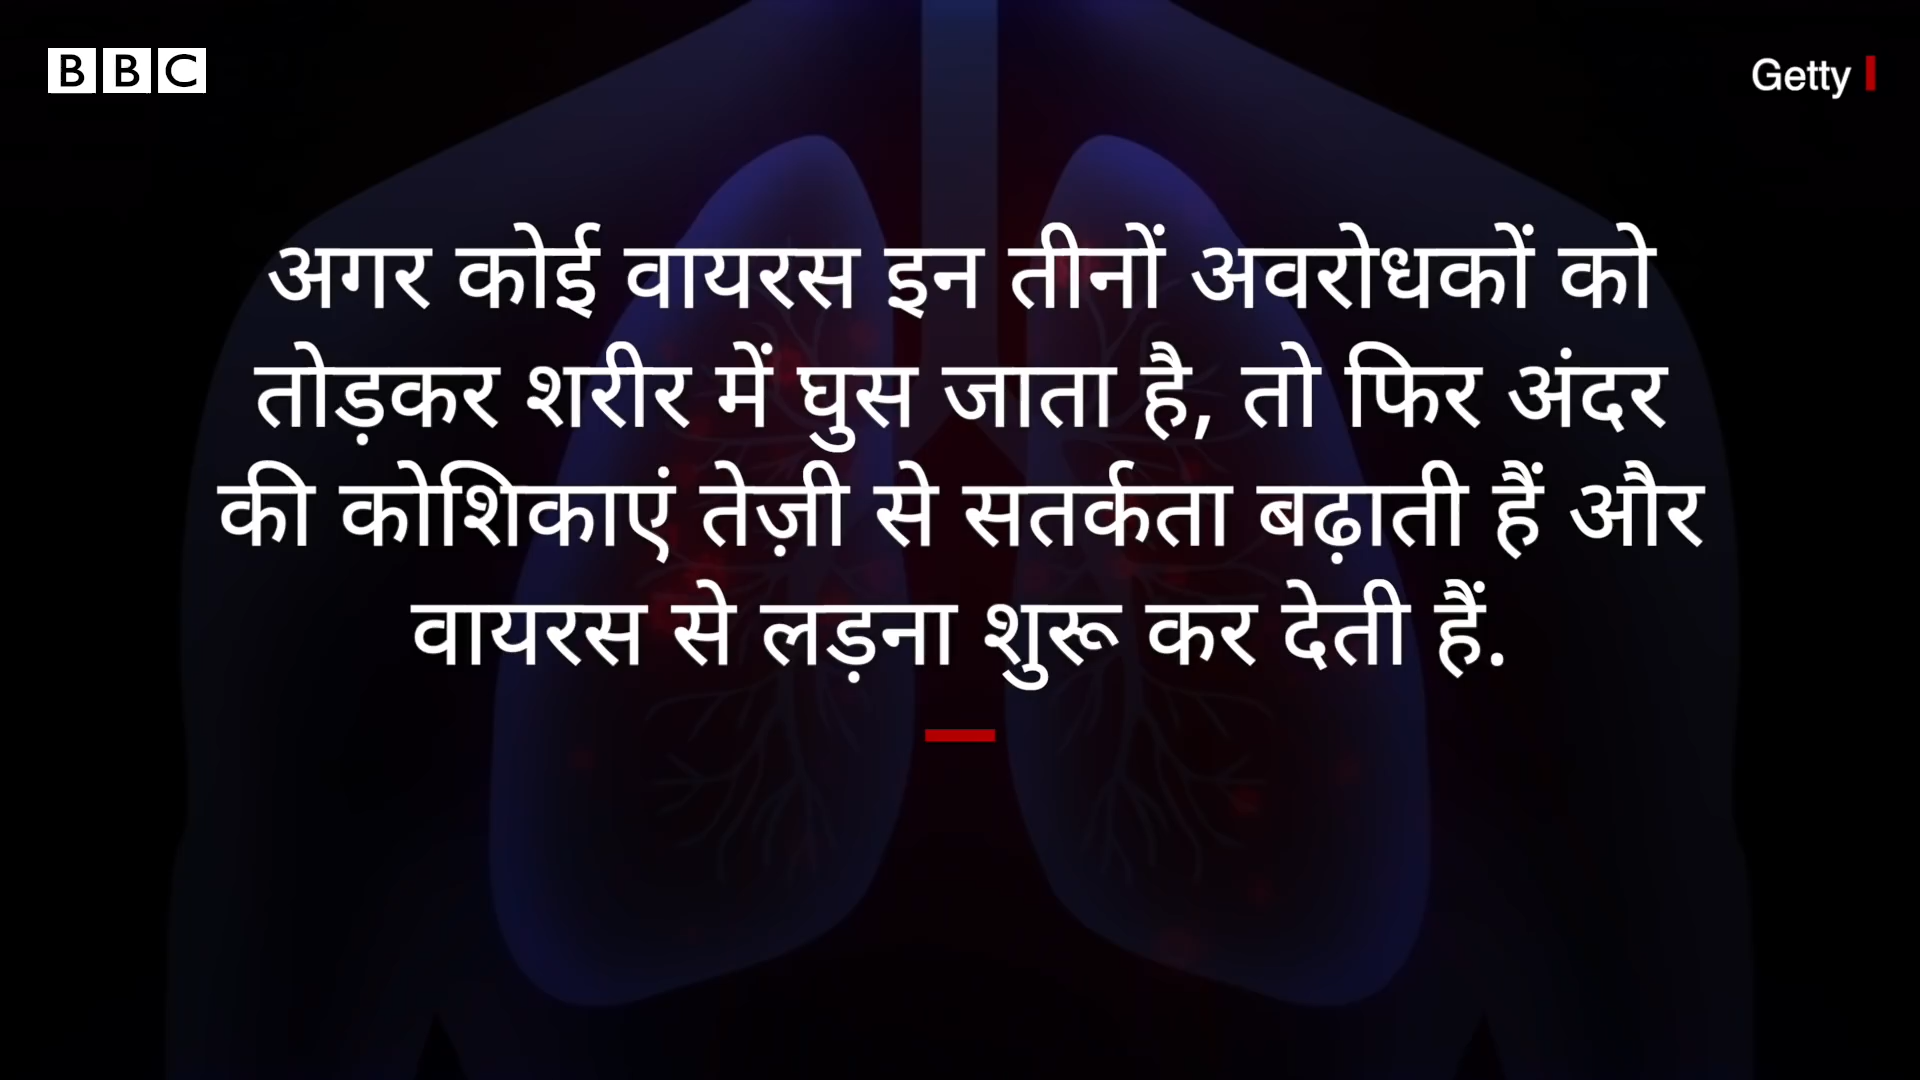 BBC
Getty
अगर कोई वायरस इन तीनों अवरोधकों को
तोड़कर शरीर में घुस जाता है, तो फिर अंदर
की कोशिकाएं तेज़ी से सतर्कता बढ़ाती हैं और
वायरस से लड़ना शुरू कर देती हैं.